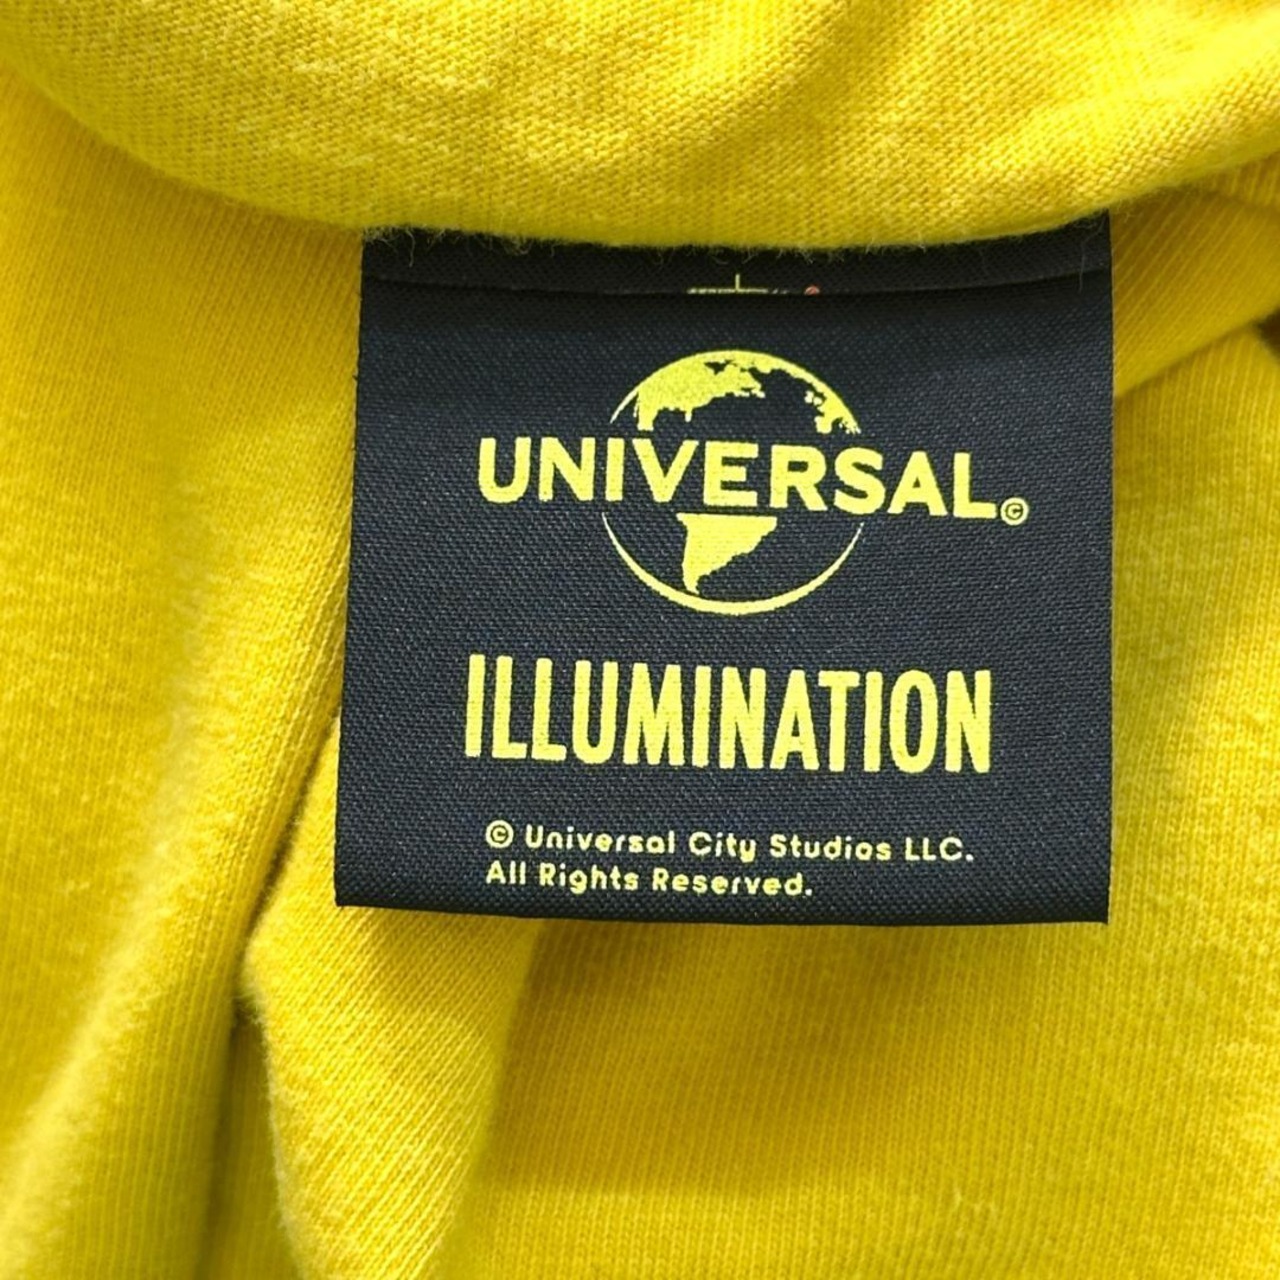 UNIVERSAL©
ILLUMINATION
© Universal City Studios LLC.
All Rights Reserved.